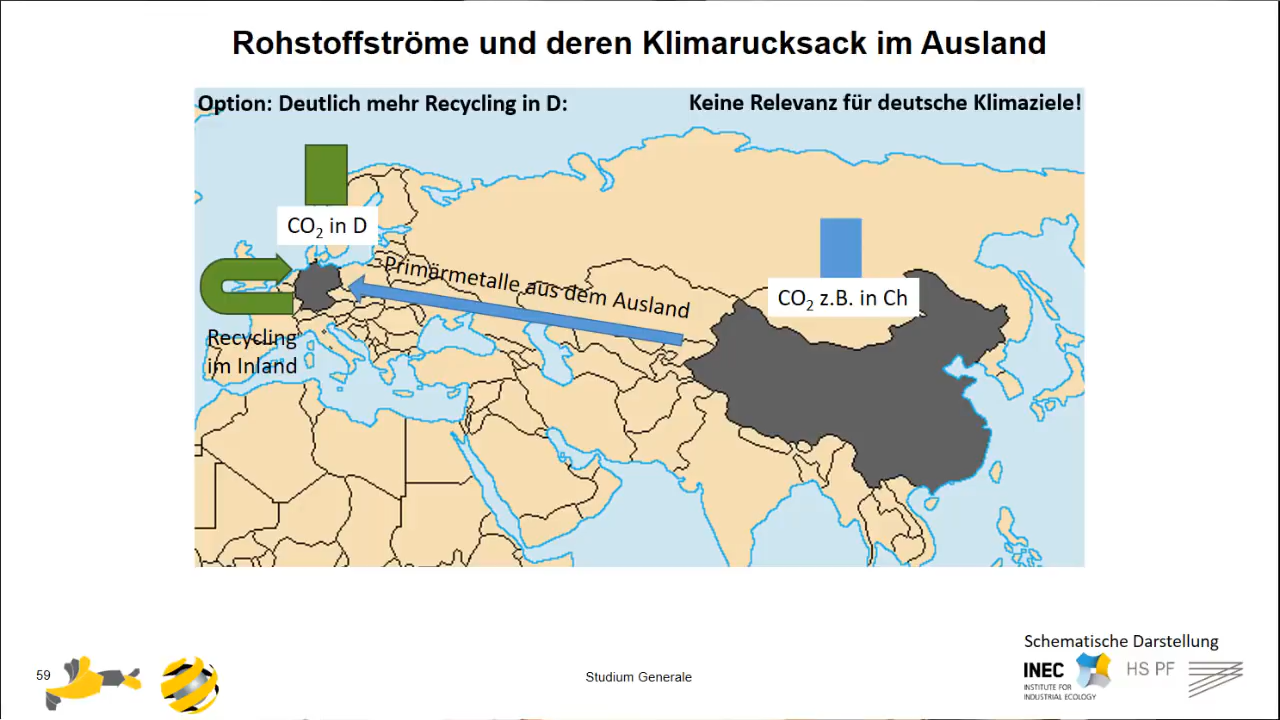 Rohstoffströme und deren Klimarucksack im Ausland
Option: Deutlich mehr Recycling in D:
Keine Relevanz für deutsche Klimaziele!
CO₂ in D
Primärmetalle aus dem Ausland
CO₂ z.B. in Ch
Recycling
im Inland
Schematische Darstellung
59
Studium Generale
INEC
INSTITUTE FOR
INDUSTRIAL ECOLOGY
HS PF